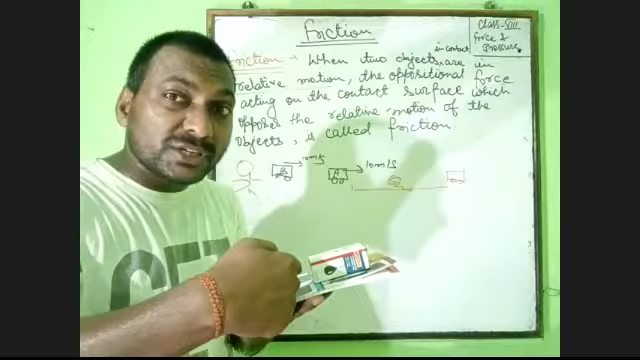 Friction
Class-VIII
Force &
Pressure
Friction - When two objects, are in
in contact
relative motion, the oppositional force
acting on the contact surface which
opposes the relative motion of the
objects, is called friction.
B
10m/s
A
10m/s